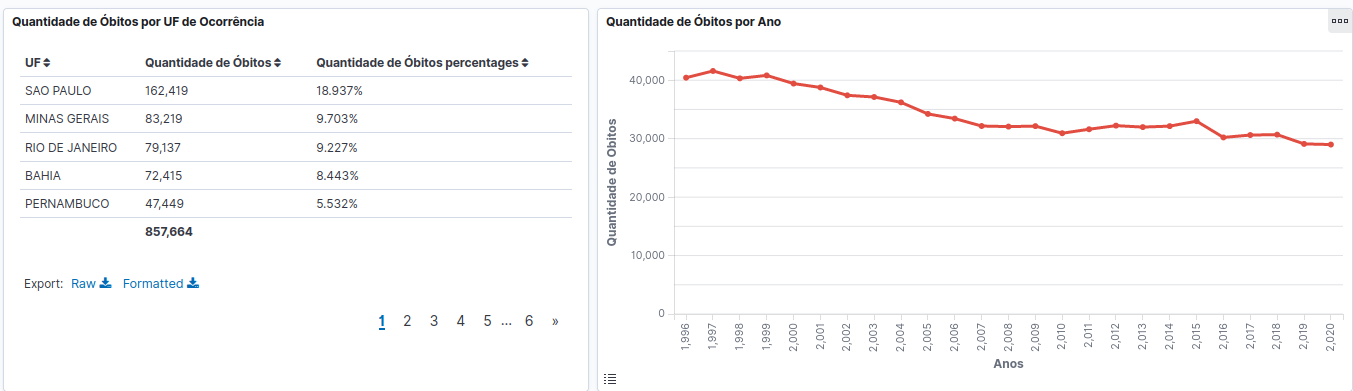 Quantidade de Óbitos por UF de Ocorrência
UF Quantidade de Óbitos Quantidade de Óbitos percentages
SAO PAULO 162,419 18.937%
MINAS GERAIS 83,219 9.703%
RIO DE JANEIRO 79,137 9.227%
BAHIA 72,415 8.443%
PERNAMBUCO 47,449 5.532%
857,664
Export: Raw Formatted
1 2 3 4 5 ... 6 »
Quantidade de Óbitos por Ano
Quantidade de Óbitos
40,000
30,000
20,000
10,000
0
1,996 1,997 1,998 1,999 2,000 2,001 2,002 2,003 2,004 2,005 2,006 2,007 2,008 2,009 2,010 2,011 2,012 2,013 2,014 2,015 2,016 2,017 2,018 2,019 2,020
Anos